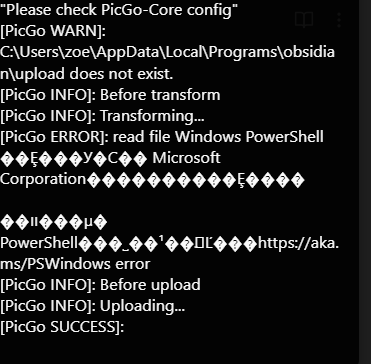 "Please check PicGo-Core config"
[PicGo WARN]:
C:\Users\zoe\AppData\Local\Programs\obsidia
n\upload does not exist.
[PicGo INFO]: Before transform
[PicGo INFO]: Transforming...
[PicGo ERROR]: read file Windows PowerShell
��Ȩ���У�C�� Microsoft
Corporation����������Ȩ����

��װ���µ�
PowerShell���˽��¹��ܺ͸Ľ���https://aka.
ms/PSWindows error
[PicGo INFO]: Before upload
[PicGo INFO]: Uploading...
[PicGo SUCCESS]: